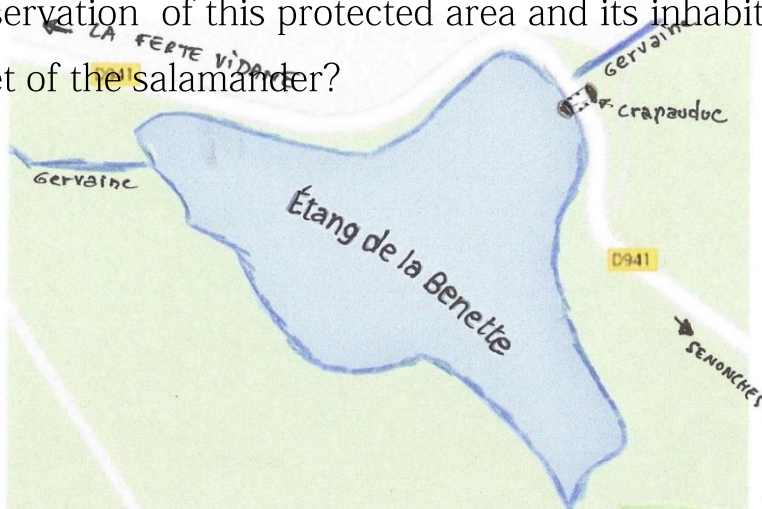 servation of this protected area and its inhabit
et of the salamander?
LA FERTE VIDAME
D941
Gervaine
Crapauduc
Gervaine
Étang de la Benette
D941
SENONCHES